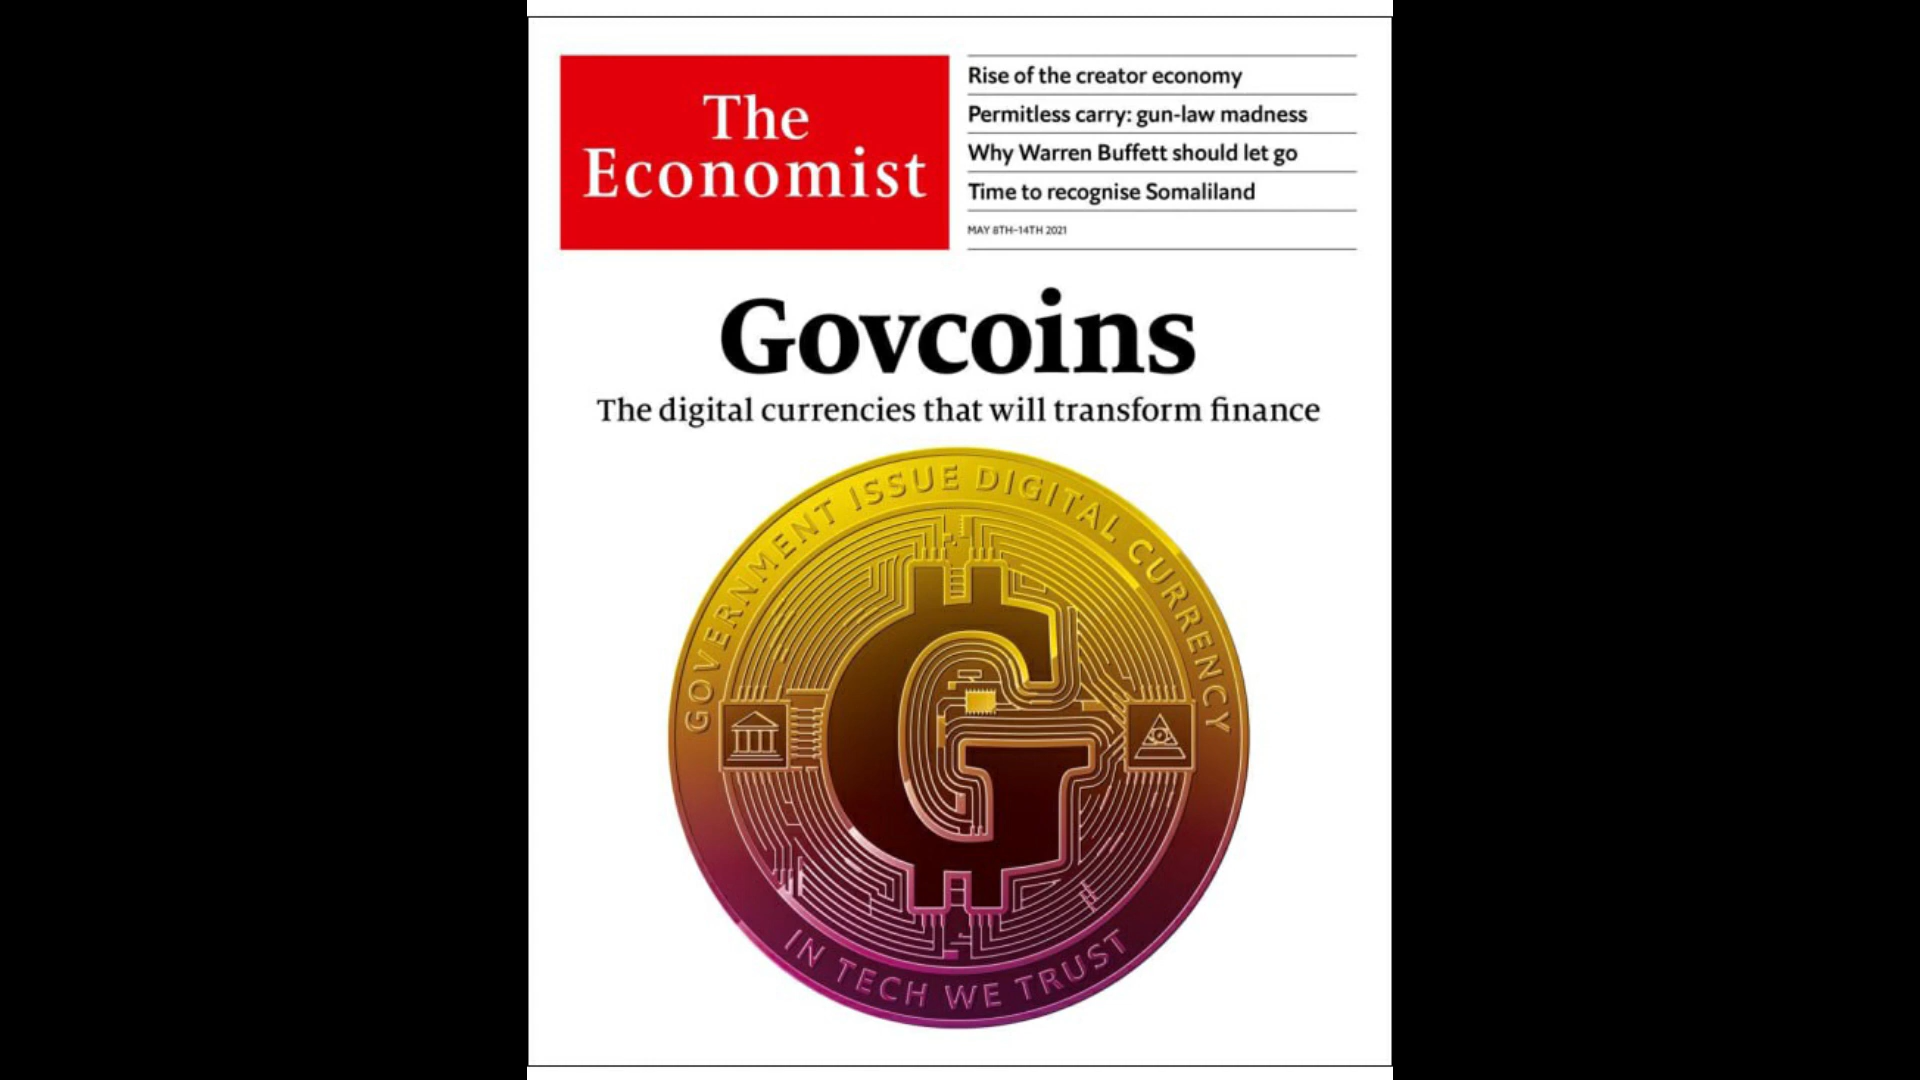 The
Economist
Rise of the creator economy
Permitless carry: gun-law madness
Why Warren Buffett should let go
Time to recognise Somaliland
MAY 8TH–14TH 2021
Govcoins
The digital currencies that will transform finance
GOVERNMENT ISSUE DIGITAL CURRENCY
G
IN TECH WE TRUST